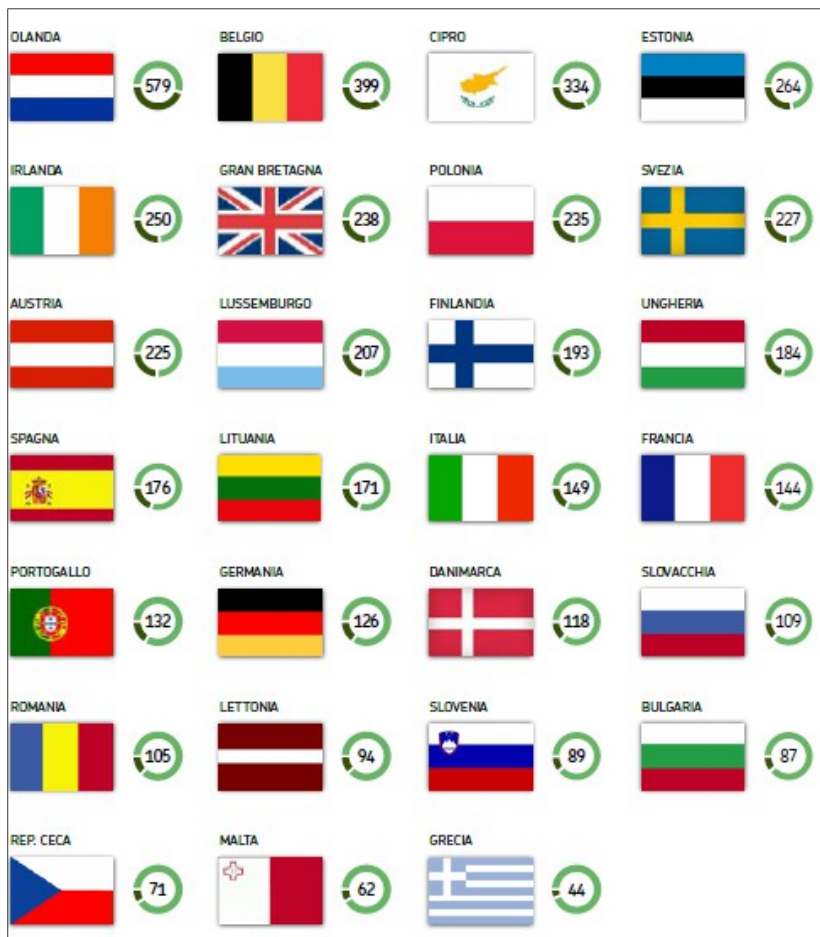 OLANDA BELGIO CIPRO ESTONIA
579 399 334 264
IRLANDA GRAN BRETAGNA POLONIA SVEZIA
250 238 235 227
AUSTRIA LUSSEMBURGO FINLANDIA UNGHERIA
225 207 193 184
SPAGNA LITUANIA ITALIA FRANCIA
176 171 149 144
PORTOGALLO GERMANIA DANIMARCA SLOVACCHIA
132 126 118 109
ROMANIA LETTONIA SLOVENIA BULGARIA
105 94 89 87
REP. CECA MALTA GRECIA
71 62 44